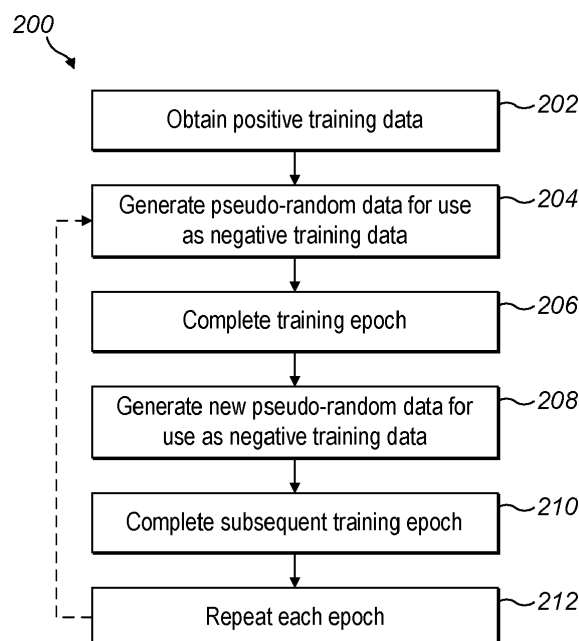 200
Obtain positive training data
202
Generate pseudo-random data for use
as negative training data
204
Complete training epoch
206
Generate new pseudo-random data for
use as negative training data
208
Complete subsequent training epoch
210
Repeat each epoch
212